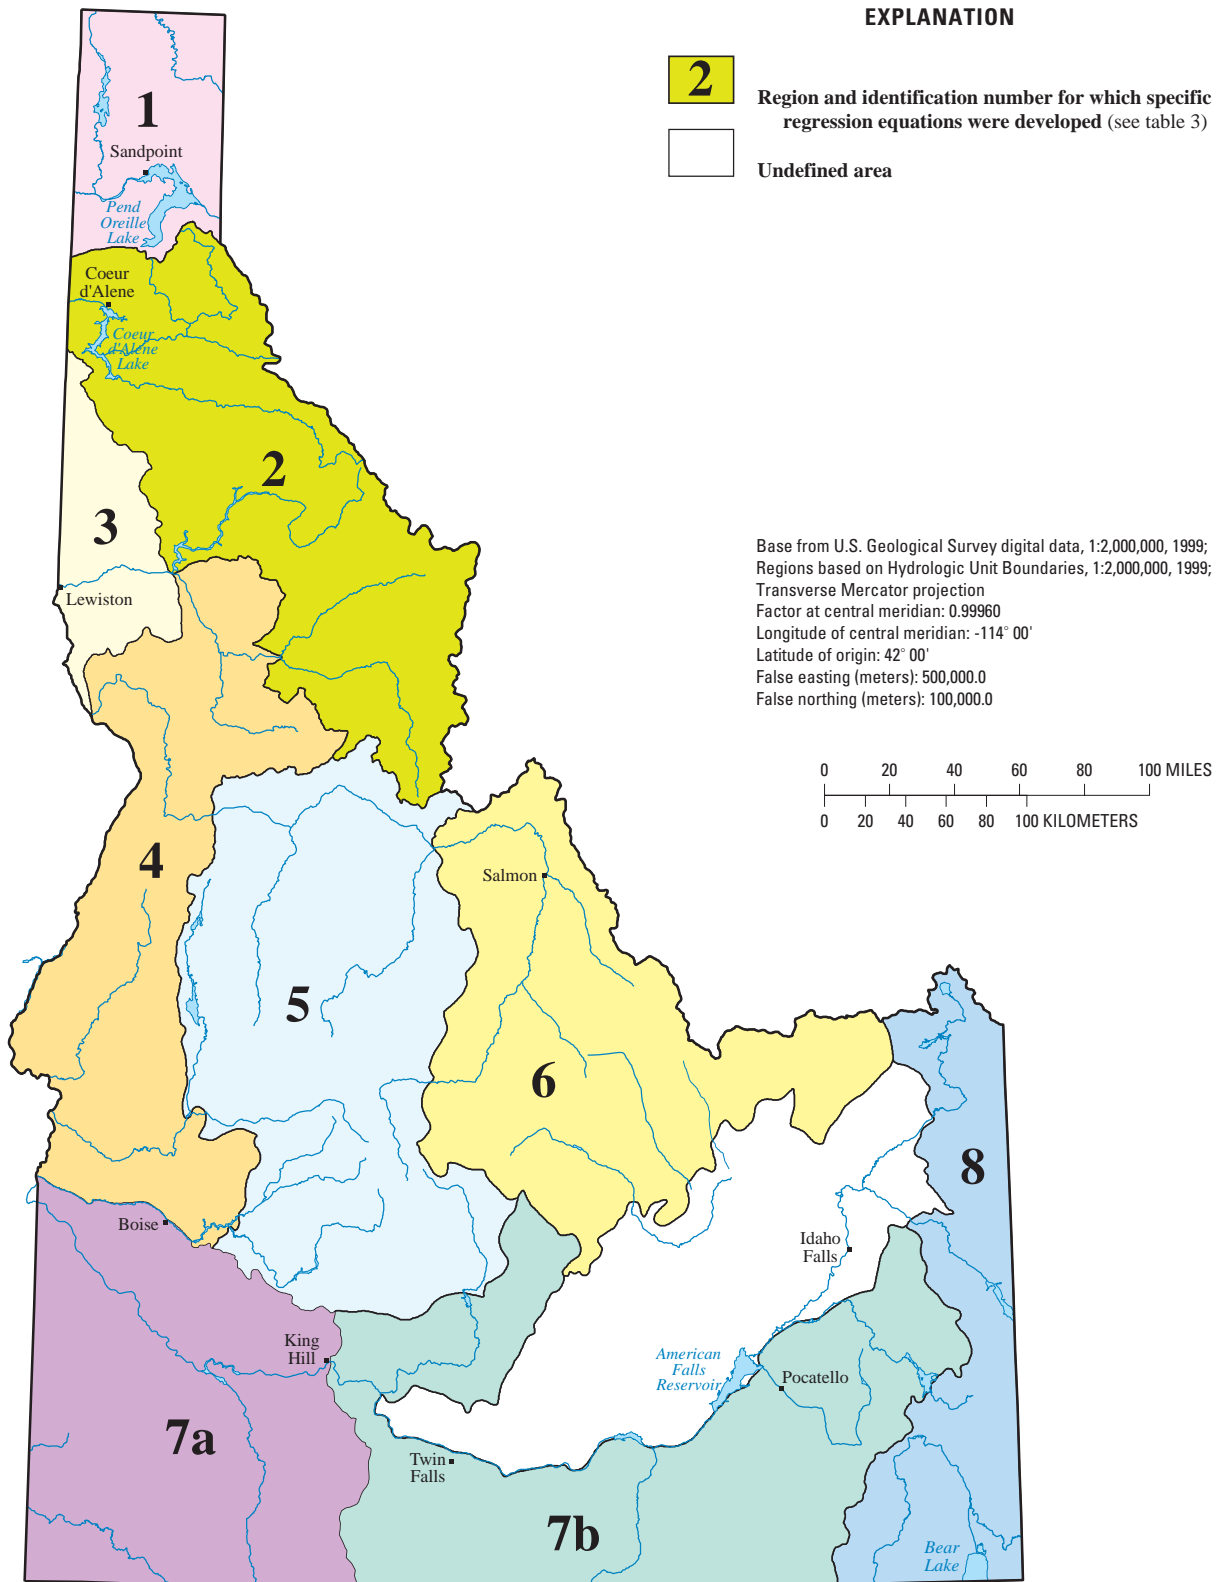 EXPLANATION
2
Region and identification number for which specific
regression equations were developed (see table 3)
Undefined area
1
Sandpoint
Pend
Oreille
Lake
Coeur
d'Alene
Coeur
d'Alene
Lake
2
3
Lewiston
Base from U.S. Geological Survey digital data, 1:2,000,000, 1999;
Regions based on Hydrologic Unit Boundaries, 1:2,000,000, 1999;
Transverse Mercator projection
Factor at central meridian: 0.99960
Longitude of central meridian: -114° 00'
Latitude of origin: 42° 00'
False easting (meters): 500,000.0
False northing (meters): 100,000.0
0 20 40 60 80 100 MILES
0 20 40 60 80 100 KILOMETERS
4
Salmon
5
6
8
Boise
Idaho
Falls
King
Hill
American
Falls
Reservoir
Pocatello
7a
Twin
Falls
7b
Bear
Lake